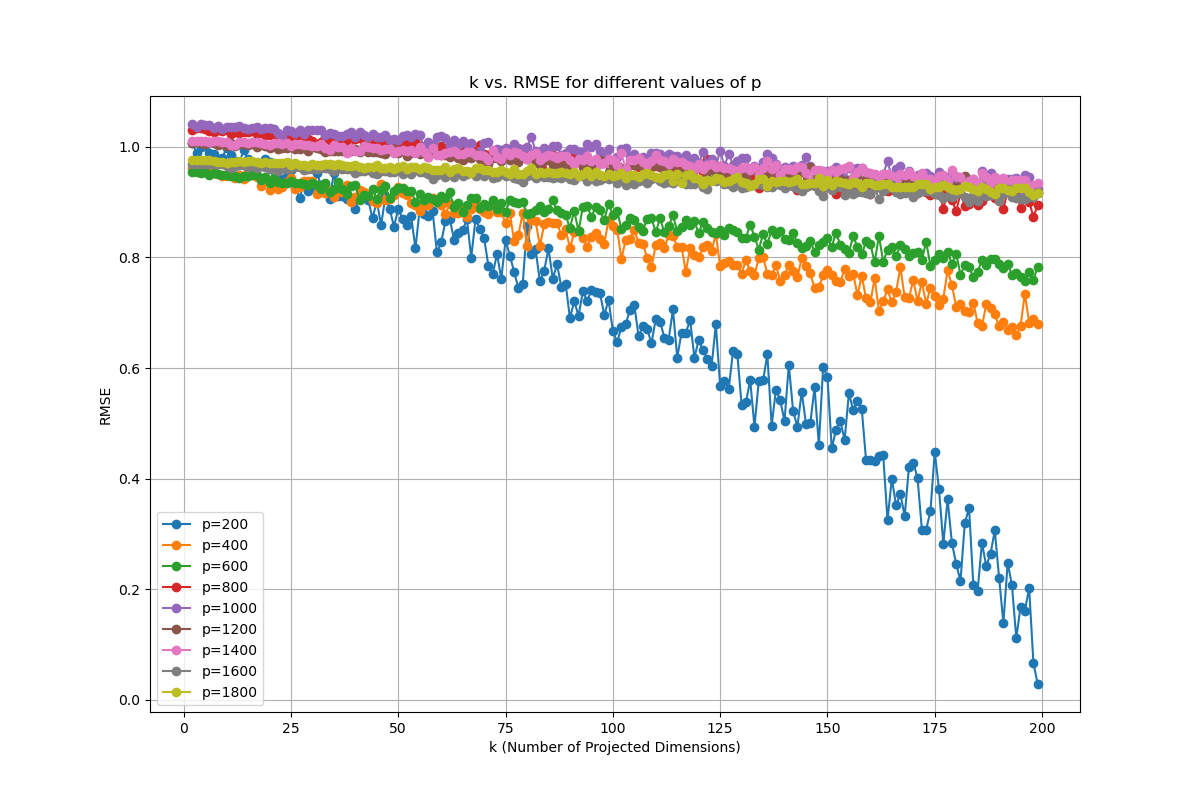 k vs. RMSE for different values of p
1.0
0.8
0.6
0.4
0.2
0.0
RMSE
p=200
p=400
p=600
p=800
p=1000
p=1200
p=1400
p=1600
p=1800
0 25 50 75 100 125 150 175 200
k (Number of Projected Dimensions)